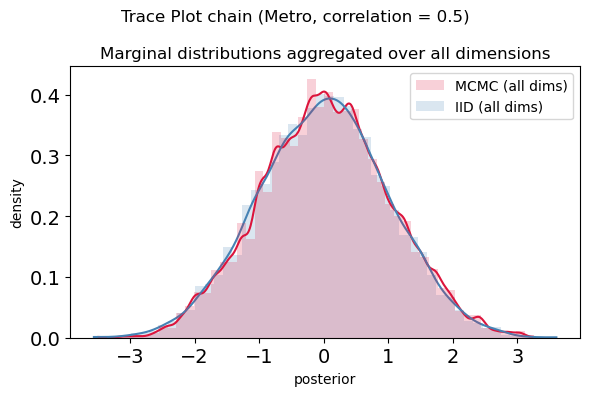 Trace Plot chain (Metro, correlation = 0.5)
Marginal distributions aggregated over all dimensions
MCMC (all dims)
IID (all dims)
density
0.4
0.3
0.2
0.1
0.0
−3 −2 −1 0 1 2 3
posterior